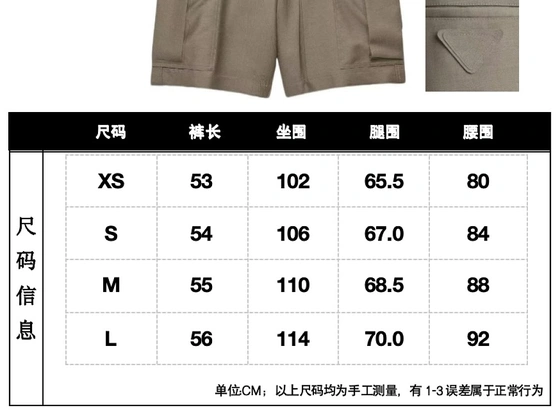 尺码 裤长 坐围 腿围 腰围
尺码信息
XS 53 102 65.5 80
S 54 106 67.0 84
M 55 110 68.5 88
L 56 114 70.0 92
单位:CM；以上尺码均为手工测量，有 1-3 误差属于正常行为